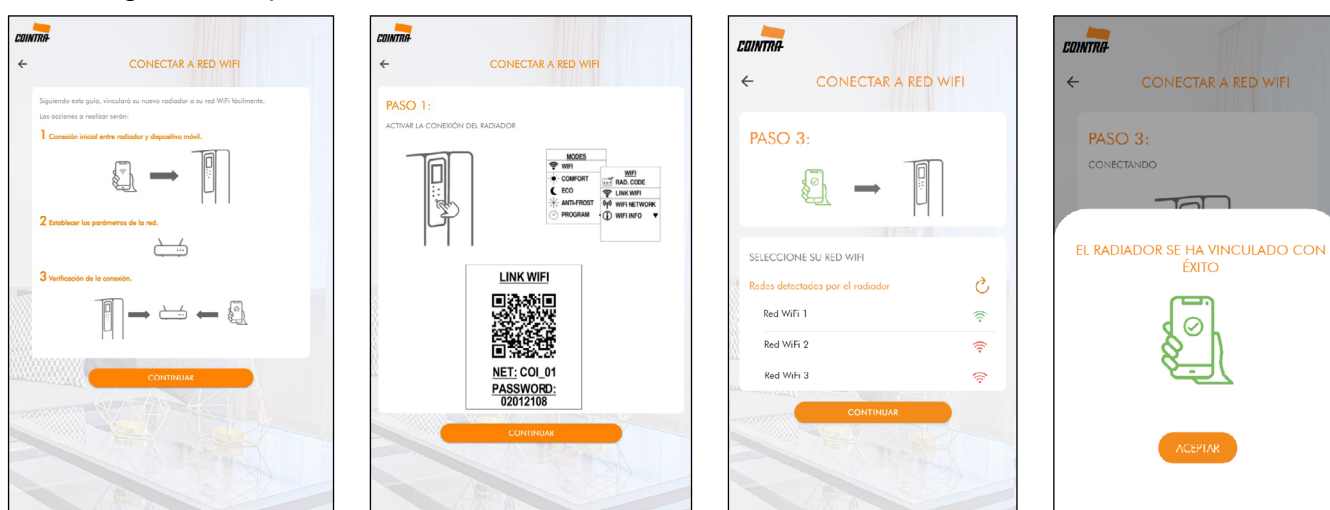 COINTRA
CONECTAR A RED WIFI
Siguiendo esta guía, vinculará su nuevo radiador a su red WiFi fácilmente.
Las acciones a realizar serán:
1 Conexión inicial entre radiador y dispositivo móvil.
2 Establecer los parámetros de la red.
3 Verificación de la conexión.
CONTINUAR
COINTRA
CONECTAR A RED WIFI
PASO 1:
ACTIVAR LA CONEXIÓN DEL RADIADOR
MODES
WIFI
COMFORT
ECO
ANTI-FROST
PROGRAM
WIFI
RAD. CODE
LINK WIFI
WIFI NETWORK
WIFI INFO
LINK WIFI
NET: COI_01
PASSWORD:
02012108
CONTINUAR
COINTRA
CONECTAR A RED WIFI
PASO 3:
SELECCIONE SU RED WIFI
Redes detectadas por el radiador
Red WiFi 1
Red WiFi 2
Red WiFi 3
CONTINUAR
COINTRA
CONECTAR A RED WIFI
PASO 3:
CONECTANDO
EL RADIADOR SE HA VINCULADO CON
ÉXITO
ACEPTAR